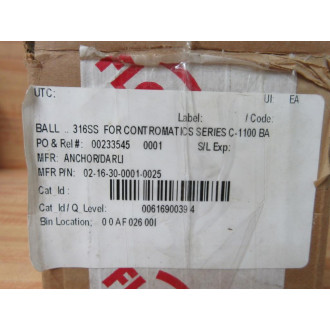 UTC:
UI: EA
Label: / Code:
BALL .. 316SS FOR CONTROMATICS SERIES C-1100 BA
PO & Rel #: 00233545 0001 S/L Exp:
MFR: ANCHOR/DARLI
MFR P\N: 02-16-30-0001-0025
Cat Id :
Cat Id / Q_Level: 0061690039 4
Bin Location: 0 0 AF 026 00I